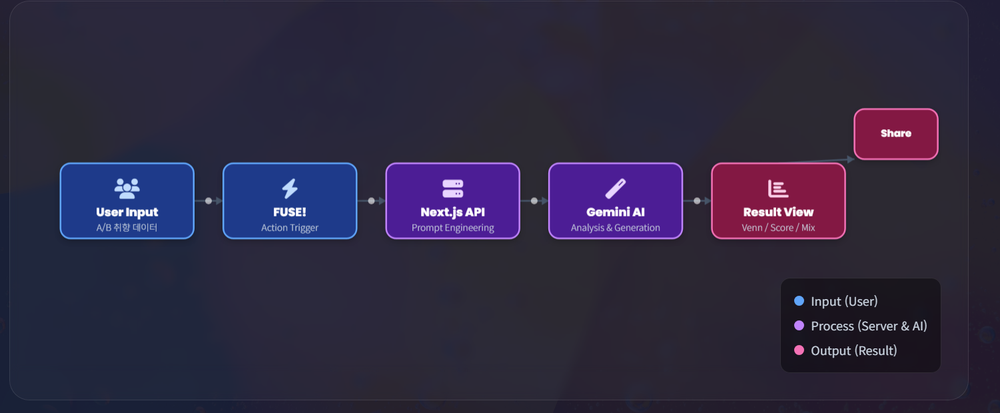 Share
User Input
A/B 취향 데이터
FUSE!
Action Trigger
Next.js API
Prompt Engineering
Gemini AI
Analysis & Generation
Result View
Venn / Score / Mix
Input (User)
Process (Server & AI)
Output (Result)